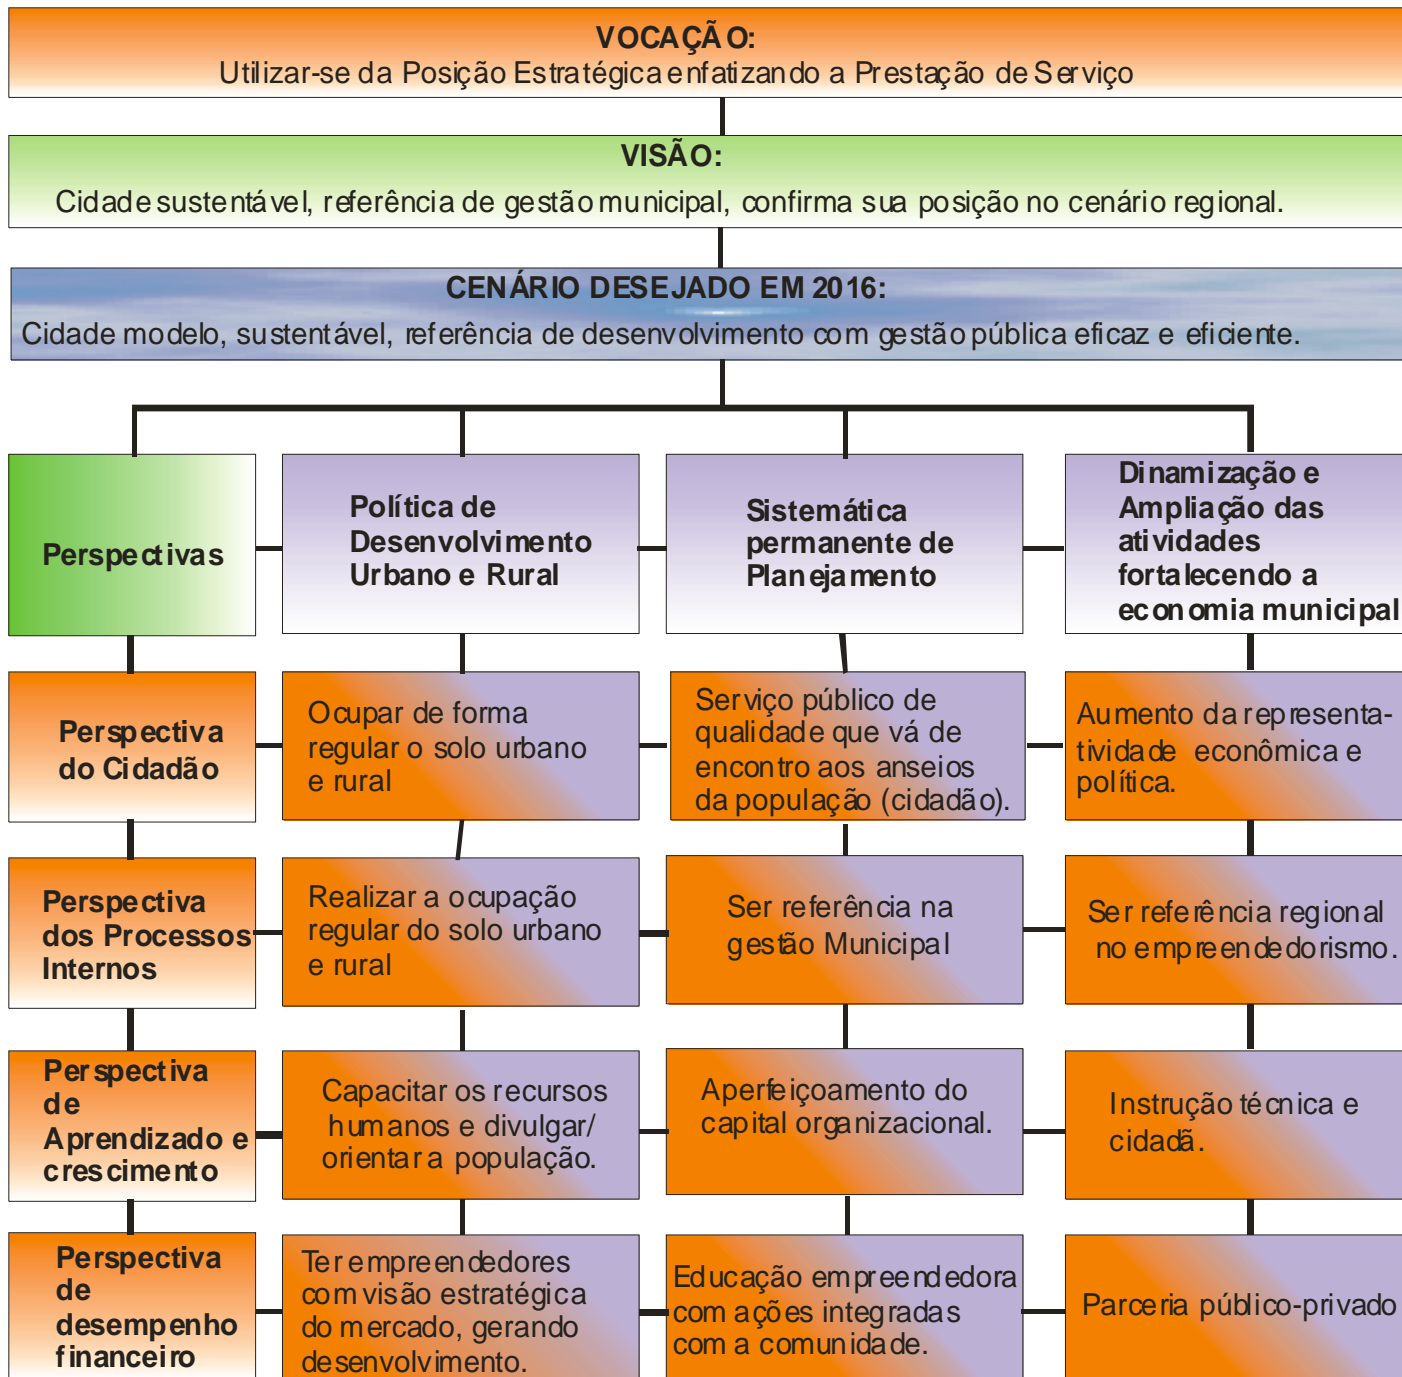 VOCAÇÃO:
Utilizar-se da Posição Estratégica enfatizando a Prestação de Serviço
VISÃO:
Cidade sustentável, referência de gestão municipal, confirma sua posição no cenário regional.
CENÁRIO DESEJADO EM 2016:
Cidade modelo, sustentável, referência de desenvolvimento com gestão pública eficaz e eficiente.
Perspectivas
Política de
Desenvolvimento
Urbano e Rural
Sistemática
permanente de
Planejamento
Dinamização e
Ampliação das
atividades
fortalecendo a
economia municipal
Perspectiva
do Cidadão
Ocupar de forma
regular o solo urbano
e rural
Serviço público de
qualidade que vá de
encontro aos anseios
da população (cidadão).
Aumento da representa-
tividade econômica e
política.
Perspectiva
dos Processos
Internos
Realizar a ocupação
regular do solo urbano
e rural
Ser referência na
gestão Municipal
Ser referência regional
no empreendedorismo.
Perspectiva
de
Aprendizado e
crescimento
Capacitar os recursos
humanos e divulgar/
orientar a população.
Aperfeiçoamento do
capital organizacional.
Instrução técnica e
cidadã.
Perspectiva
de
desempenho
financeiro
Ter empreendedores
com visão estratégica
do mercado, gerando
desenvolvimento.
Educação empreendedora
com ações integradas
com a comunidade.
Parceria público-privado